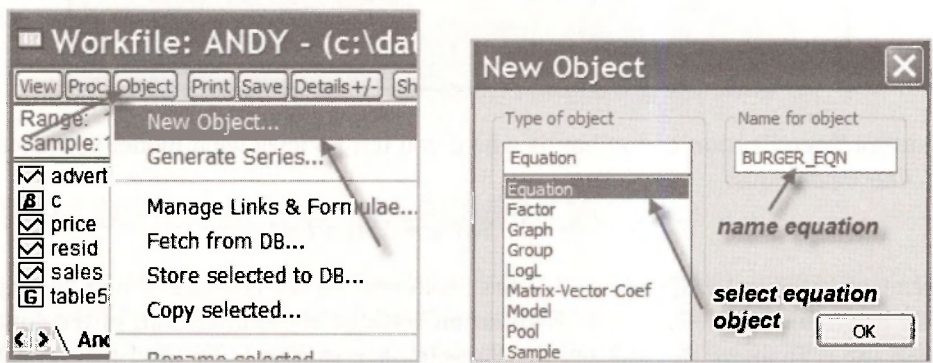 Workfile: ANDY - (c:\dat
View Proc Object Print Save Details+/- Sh
Range:
Sample: 1
advert
B c
price
resid
sales
G table5
New Object...
Generate Series...
Manage Links & Formulae...
Fetch from DB...
Store selected to DB...
Copy selected...
Rename selected
New Object
Type of object
Equation
Equation
Factor
Graph
Group
LogL
Matrix-Vector-Coef
Model
Pool
Sample
Name for object
BURGER_EQN
name equation
select equation
object
OK